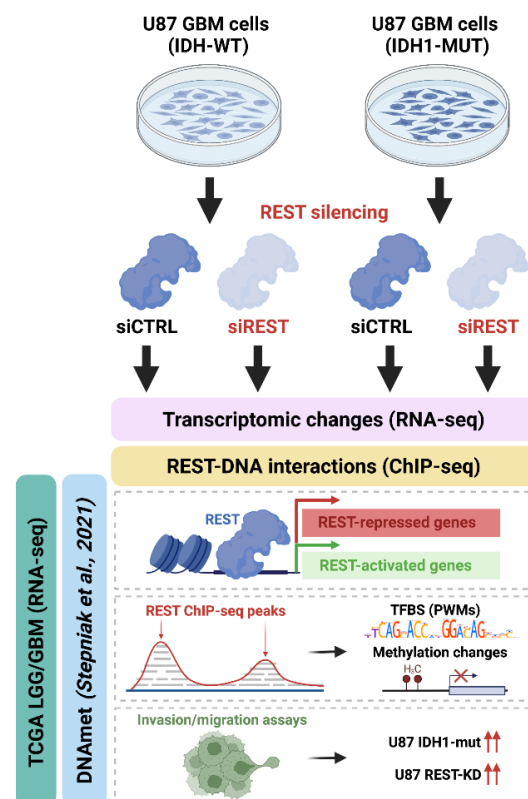 U87 GBM cells
(IDH-WT)
U87 GBM cells
(IDH1-MUT)
REST silencing
siCTRL
siREST
siCTRL
siREST
Transcriptomic changes (RNA-seq)
REST-DNA interactions (ChIP-seq)
TCGA LGG/GBM (RNA-seq)
DNAmet (Stepniak et al., 2021)
REST
REST-repressed genes
REST-activated genes
REST ChIP-seq peaks
TFBS (PWMs)
Methylation changes
H₃C
Invasion/migration assays
U87 IDH1-mut
U87 REST-KD